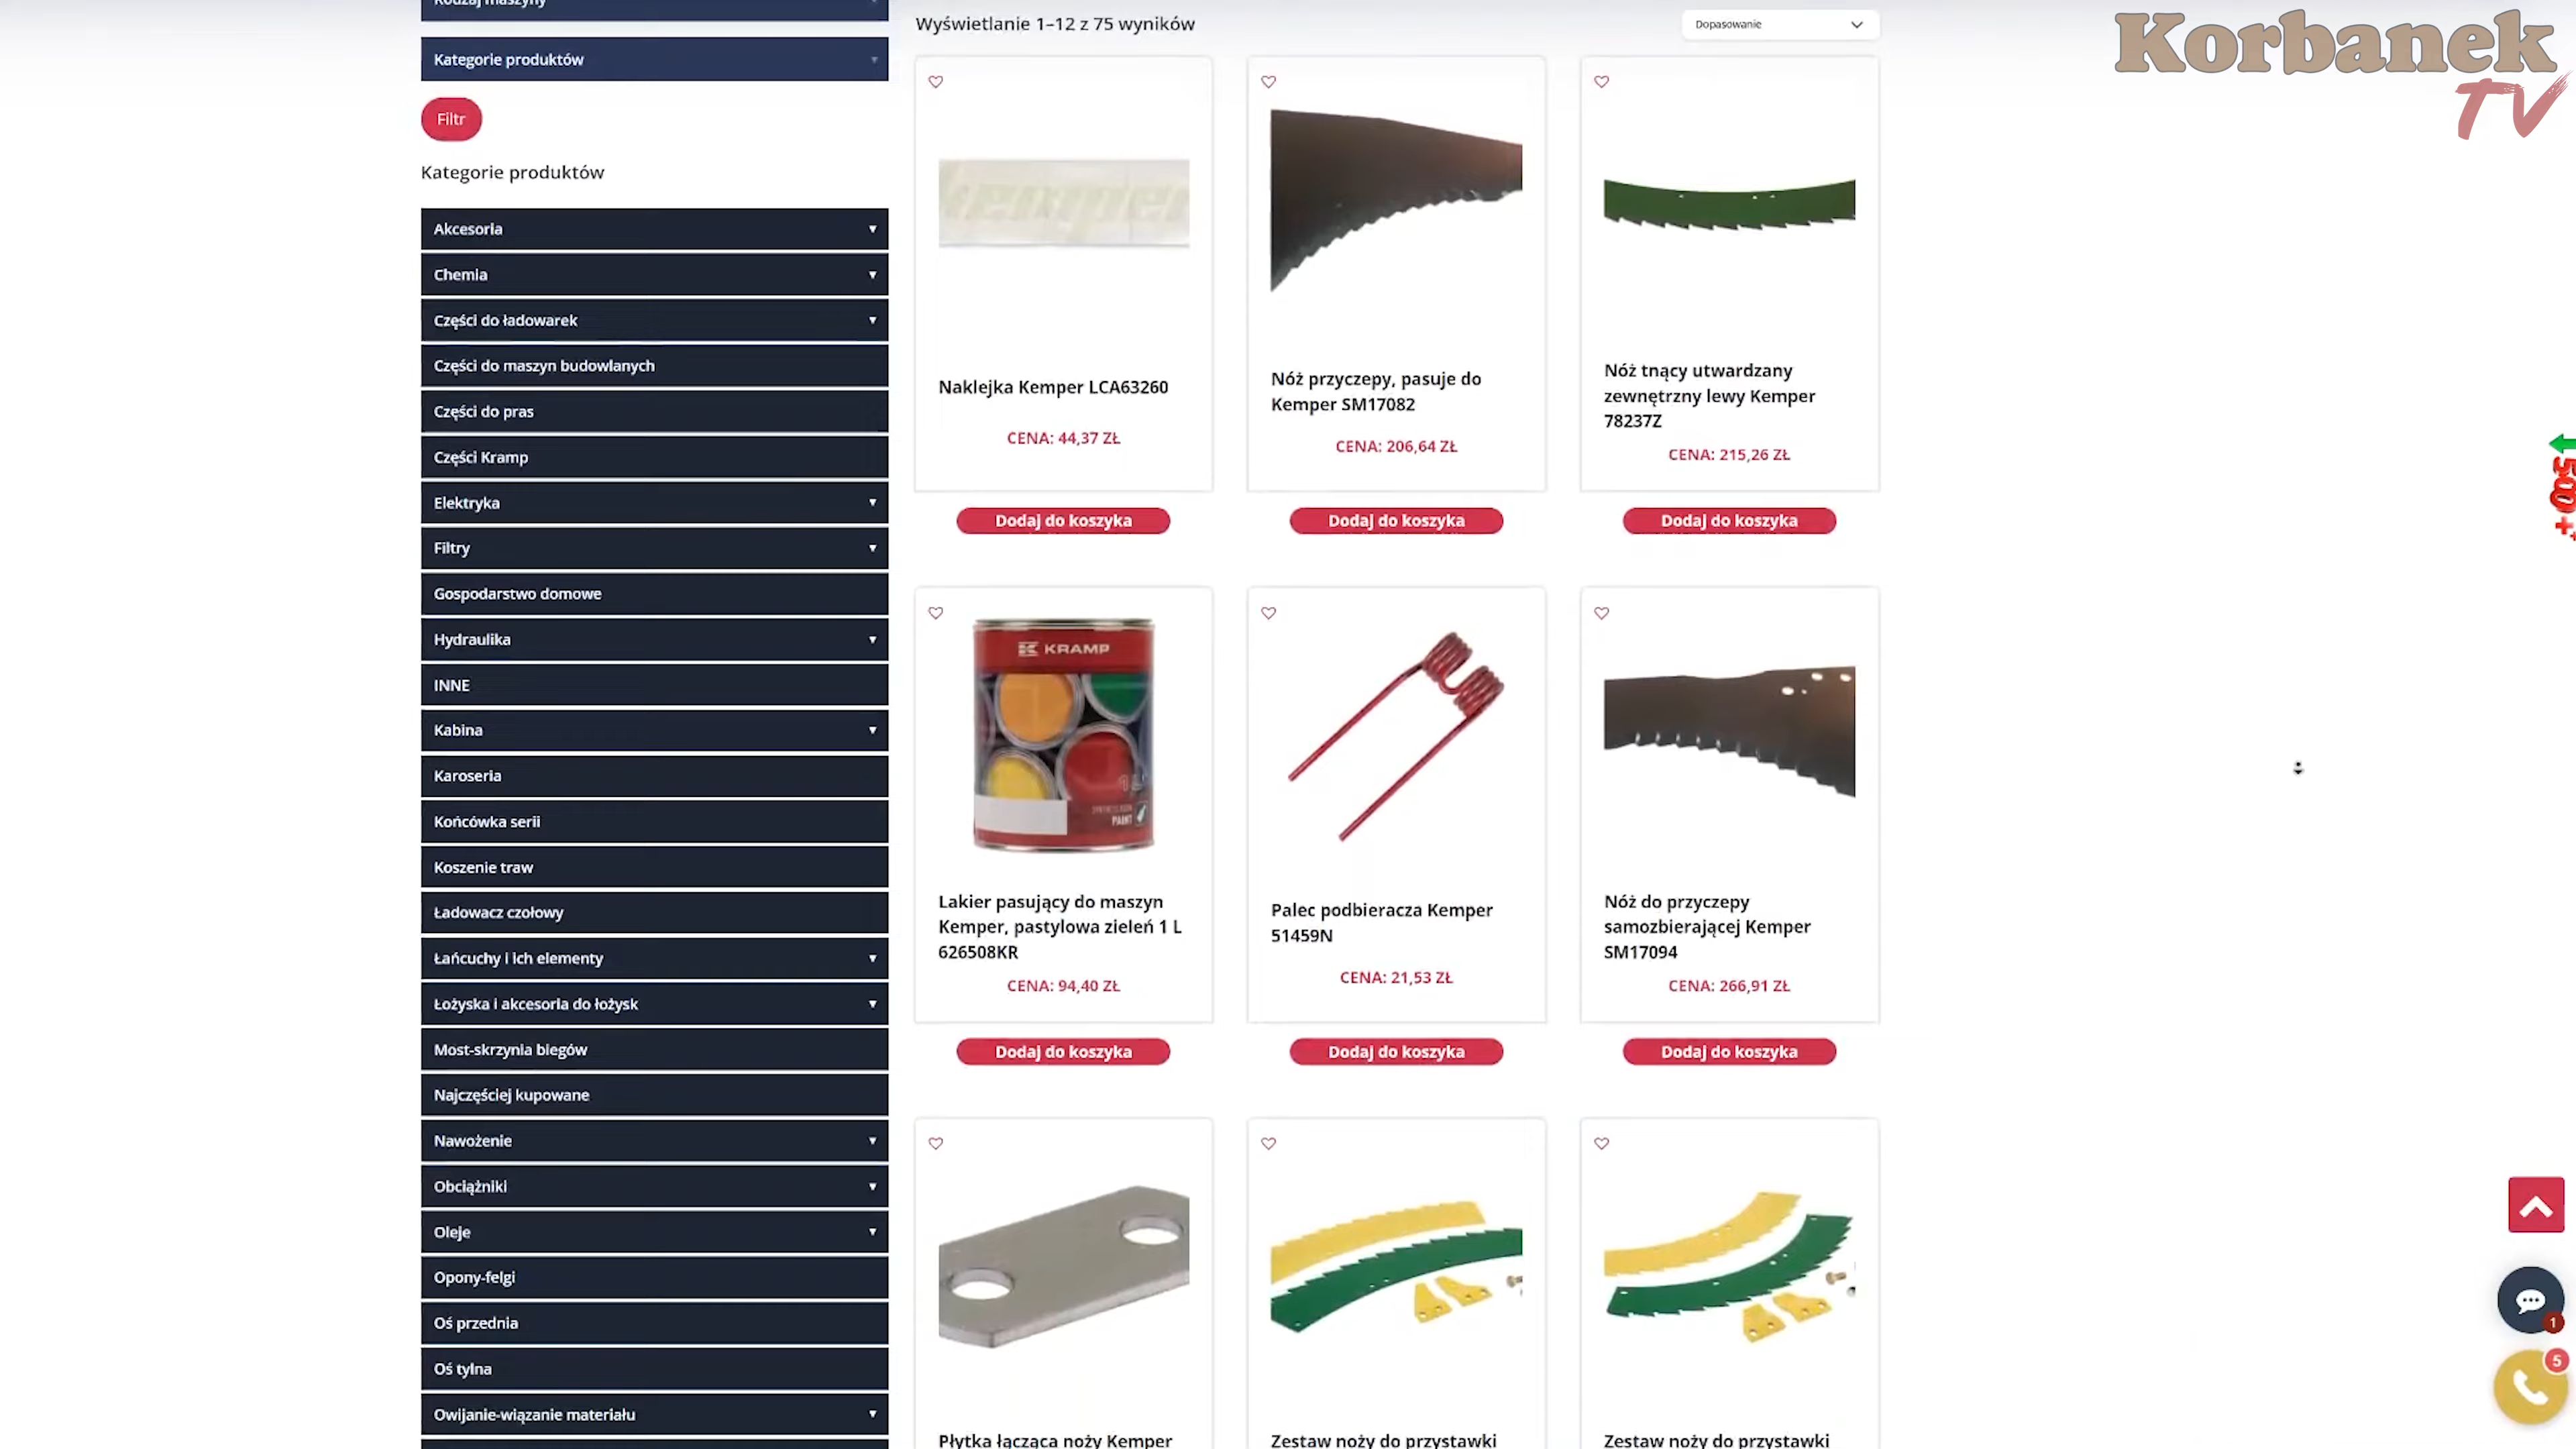 Korbanek
TV
Rodzaj maszyny
Kategorie produktów
Filtr
Kategorie produktów
Akcesoria
Chemia
Części do ładowarek
Części do maszyn budowlanych
Części do pras
Części Kramp
Elektryka
Filtry
Gospodarstwo domowe
Hydraulika
INNE
Kabina
Karoseria
Końcówka serii
Koszenie traw
Ładowacz czołowy
Łańcuchy i ich elementy
Łożyska i akcesoria do łożysk
Most-skrzynia biegów
Najczęściej kupowane
Nawożenie
Obciążniki
Oleje
Opony-felgi
Oś przednia
Oś tylna
Owijanie-wiązanie materiału
Wyświetlanie 1–12 z 75 wyników
Dopasowanie
kemper
Naklejka Kemper LCA63260
CENA: 44,37 ZŁ
Dodaj do koszyka
Nóż przyczepy, pasuje do
Kemper SM17082
CENA: 206,64 ZŁ
Dodaj do koszyka
Nóż tnący utwardzany
zewnętrzny lewy Kemper
78237Z
CENA: 215,26 ZŁ
Dodaj do koszyka
KRAMP
PAINT
Lakier pasujący do maszyn
Kemper, pastylowa zieleń 1 L
626508KR
CENA: 94,40 ZŁ
Dodaj do koszyka
Palec podbieracza Kemper
51459N
CENA: 21,53 ZŁ
Dodaj do koszyka
Nóż do przyczepy
samozbierającej Kemper
SM17094
CENA: 266,91 ZŁ
Dodaj do koszyka
Płytka łącząca noży Kemper
Zestaw noży do przystawki
Zestaw noży do przystawki
500+
1
5